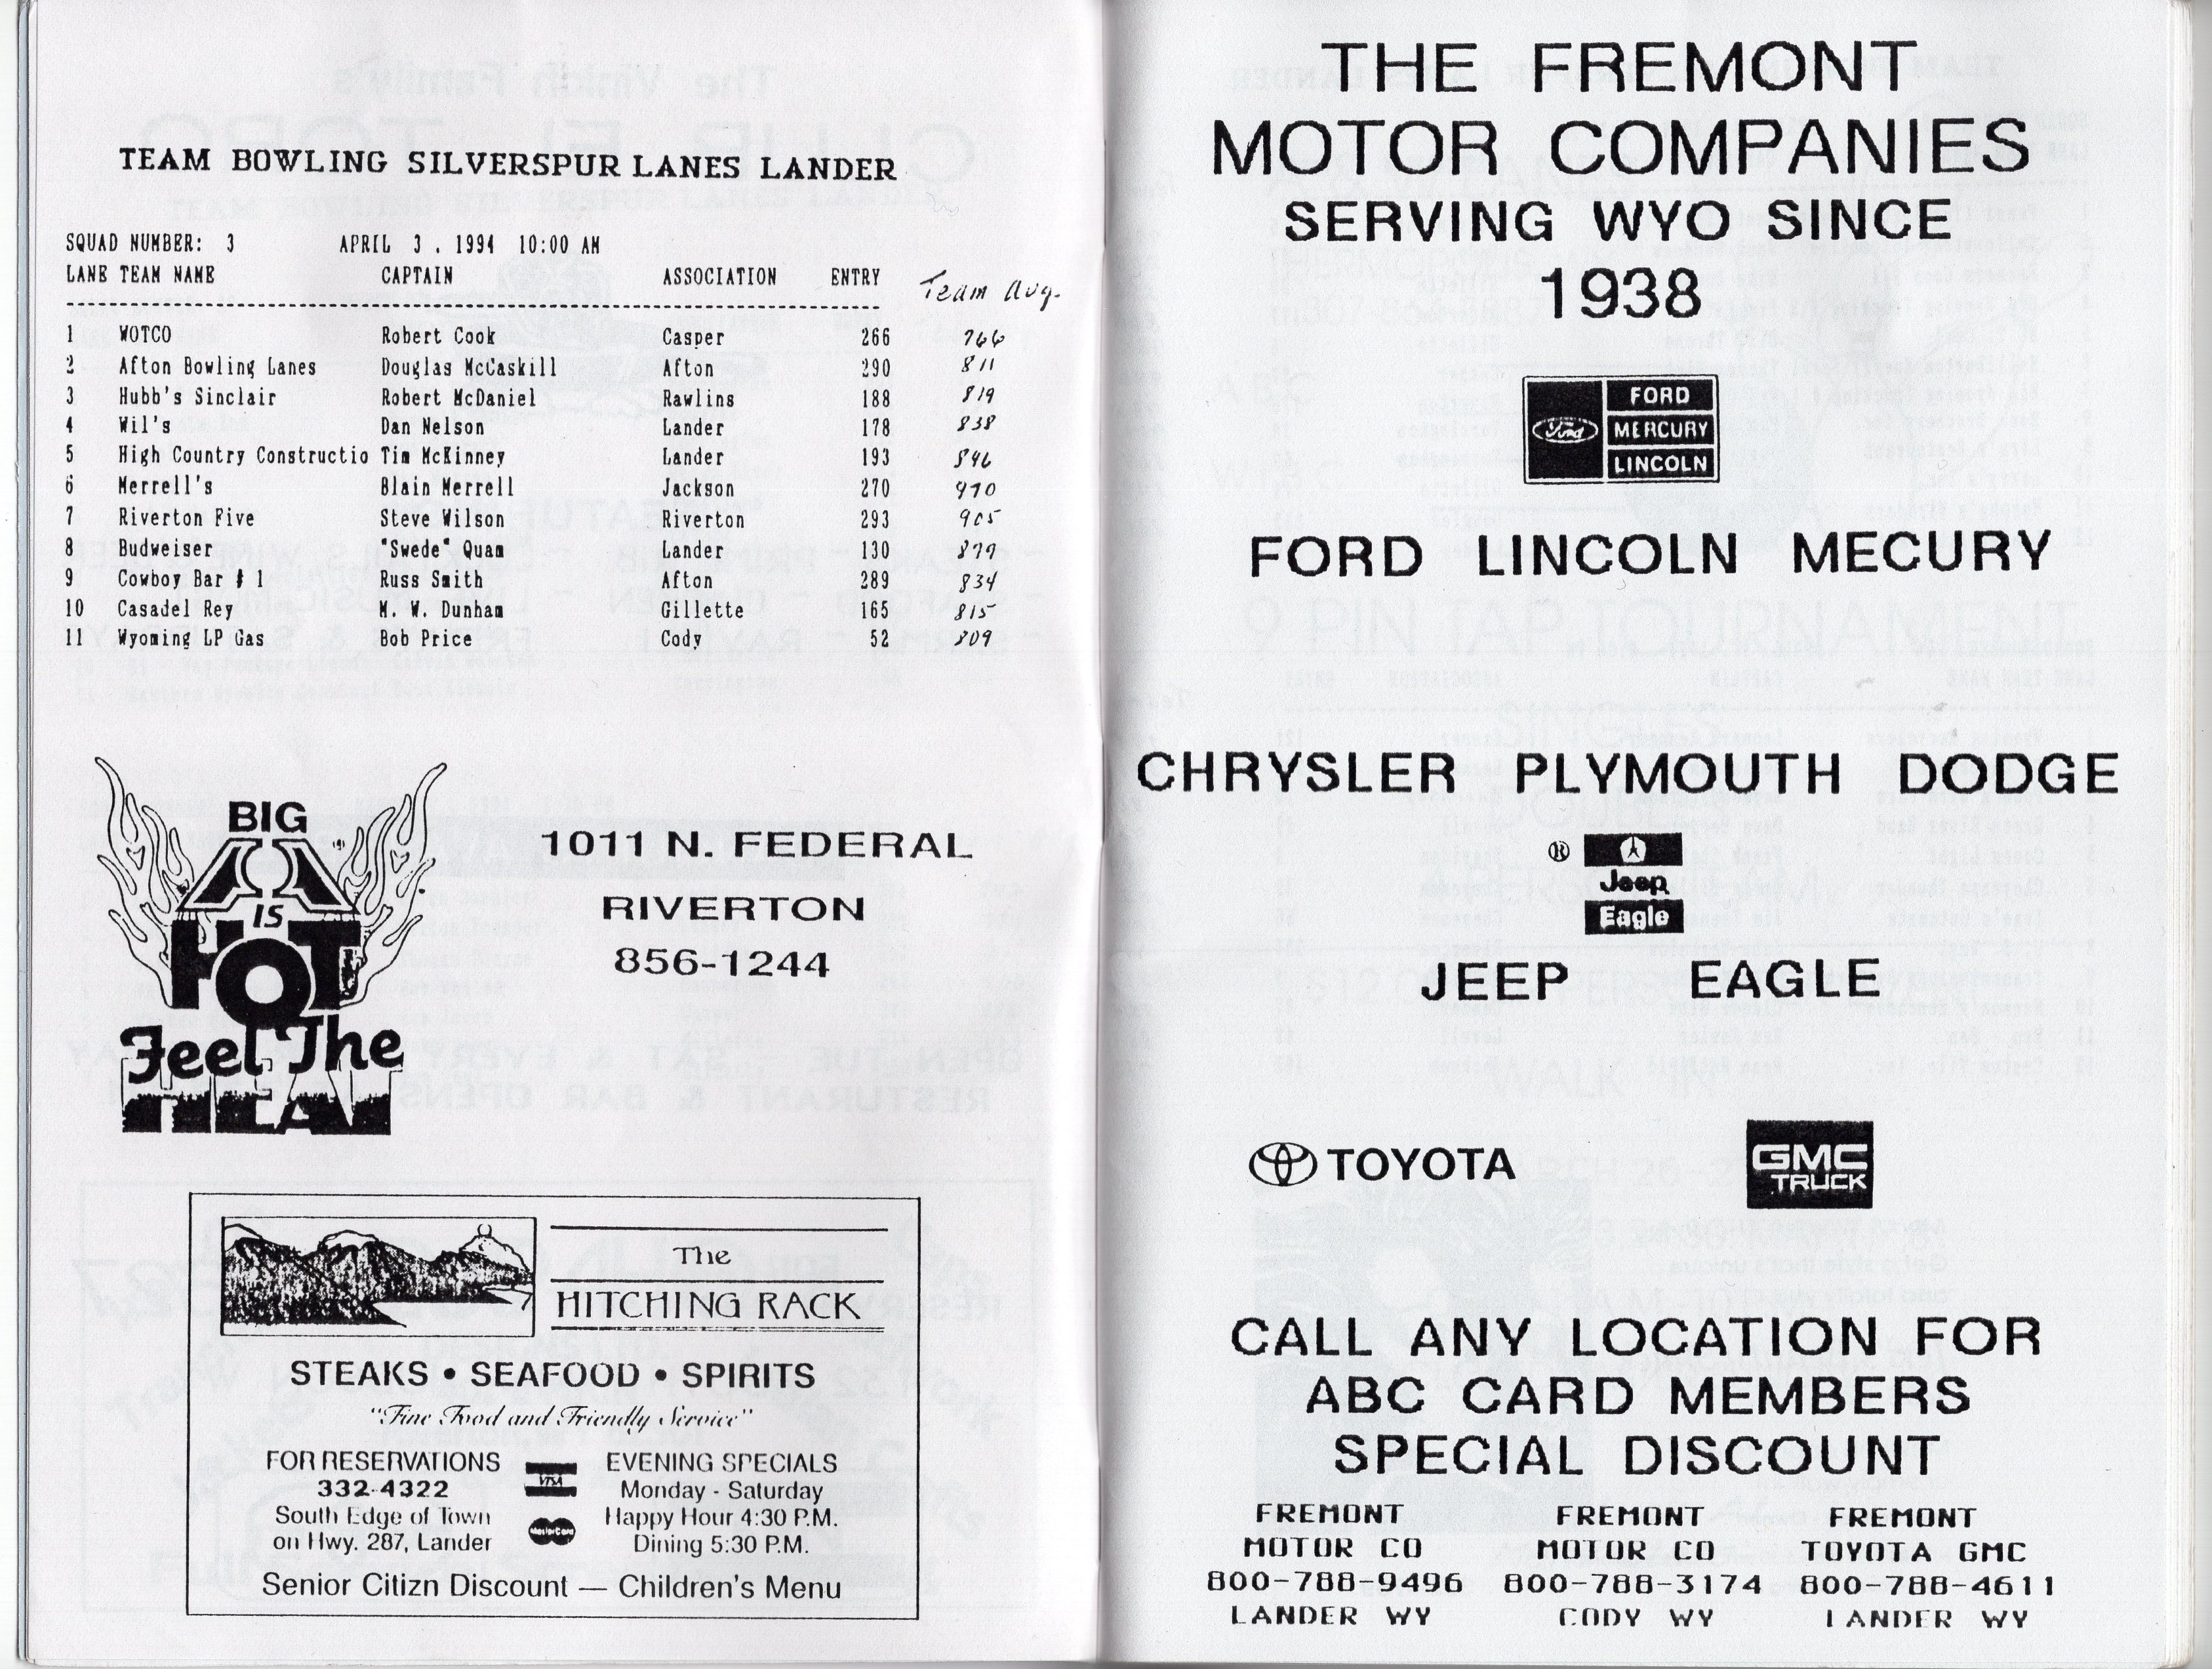 TEAM BOWLING SILVERSPUR LANES LANDER
SQUAD NUMBER: 3 APRIL 3 . 1994 10:00 AM
LANE TEAM NAME CAPTAIN ASSOCIATION ENTRY Team Avg.
1 WOTCO Robert Cook Casper 266 766
2 Afton Bowling Lanes Douglas McCaskill Afton 290 811
3 Hubb's Sinclair Robert McDaniel Rawlins 188 819
4 Wil's Dan Nelson Lander 178 838
5 High Country Constructio Tim McKinney Lander 193 846
6 Merrell's Blain Merrell Jackson 270
7 Riverton Five Steve Wilson Riverton 293 905
8 Budweiser "Swede" Quam Lander 130 879
9 Cowboy Bar # 1 Russ Smith Afton 289 834
10 Casadel Rey M. W. Dunham Gillette 165 815
11 Wyoming LP Gas Bob Price Cody 52 809
BIG
A
IS
HOT
Feel The
HEAT
1011 N. FEDERAL
RIVERTON
856-1244
The
HITCHING RACK
STEAKS • SEAFOOD • SPIRITS
"Fine Food and Friendly Service"
FOR RESERVATIONS
332-4322
South Edge of Town
on Hwy. 287, Lander
VISA
MasterCard
EVENING SPECIALS
Monday - Saturday
Happy Hour 4:30 P.M.
Dining 5:30 P.M.
Senior Citizn Discount — Children's Menu
THE FREMONT
MOTOR COMPANIES
SERVING WYO SINCE
1938
Ford
FORD
MERCURY
LINCOLN
FORD LINCOLN MECURY
CHRYSLER PLYMOUTH DODGE
®
Jeep
Eagle
JEEP EAGLE
TOYOTA
GMC
TRUCK
CALL ANY LOCATION FOR
ABC CARD MEMBERS
SPECIAL DISCOUNT
FREMONT
MOTOR CO
800-788-9496
LANDER WY
FREMONT
MOTOR CO
800-788-3174
CODY WY
FREMONT
TOYOTA GMC
800-788-4611
LANDER WY